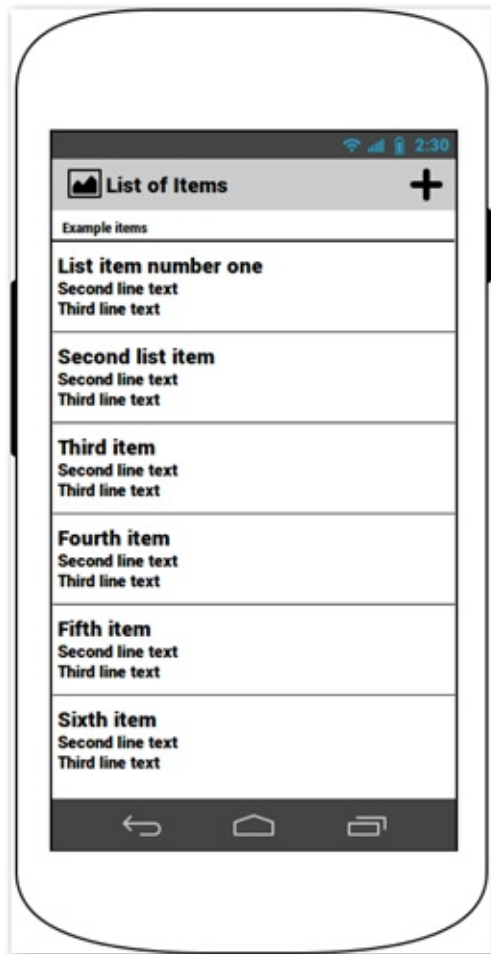 2:30
List of Items
Example items
List item number one
Second line text
Third line text
Second list item
Second line text
Third line text
Third item
Second line text
Third line text
Fourth item
Second line text
Third line text
Fifth item
Second line text
Third line text
Sixth item
Second line text
Third line text